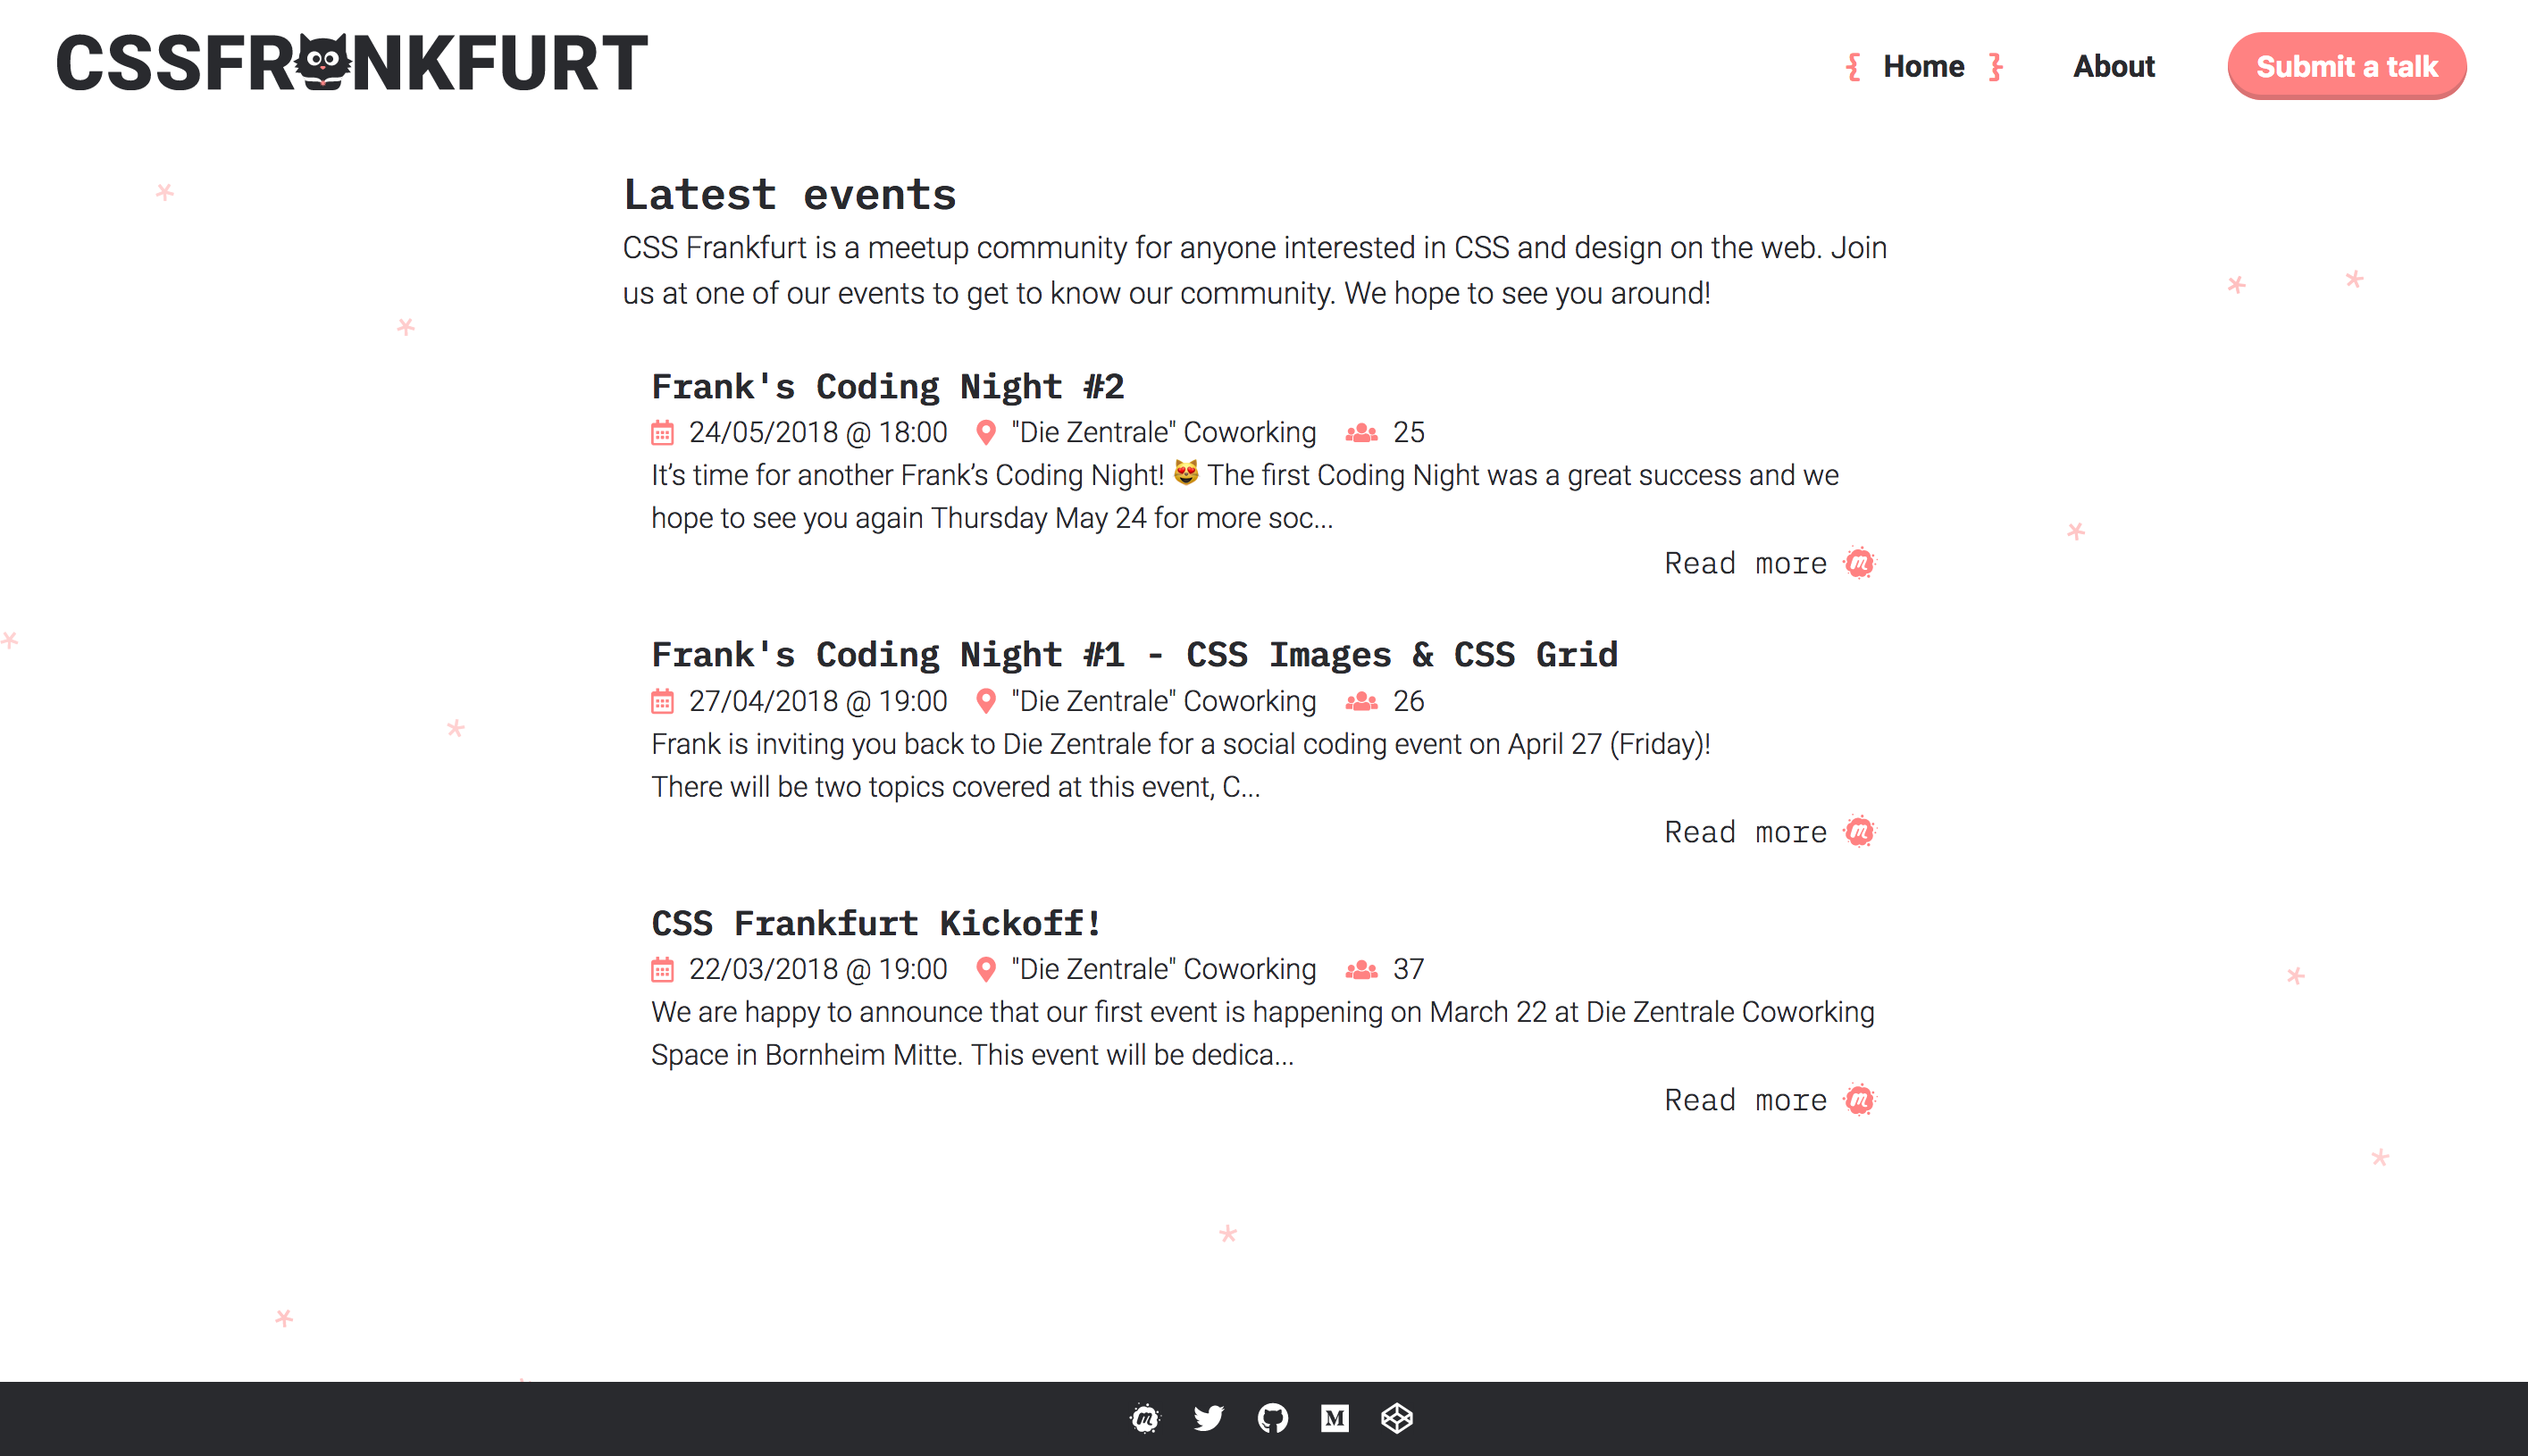 CSSFRANKFURT
{ Home }
About
Submit a talk
Latest events
CSS Frankfurt is a meetup community for anyone interested in CSS and design on the web. Join
us at one of our events to get to know our community. We hope to see you around!
Frank's Coding Night #2
24/05/2018 @ 18:00 "Die Zentrale" Coworking 25
It’s time for another Frank’s Coding Night! 😻 The first Coding Night was a great success and we
hope to see you again Thursday May 24 for more soc...
Read more
Frank's Coding Night #1 - CSS Images & CSS Grid
27/04/2018 @ 19:00 "Die Zentrale" Coworking 26
Frank is inviting you back to Die Zentrale for a social coding event on April 27 (Friday)!
There will be two topics covered at this event, C...
Read more
CSS Frankfurt Kickoff!
22/03/2018 @ 19:00 "Die Zentrale" Coworking 37
We are happy to announce that our first event is happening on March 22 at Die Zentrale Coworking
Space in Bornheim Mitte. This event will be dedica...
Read more